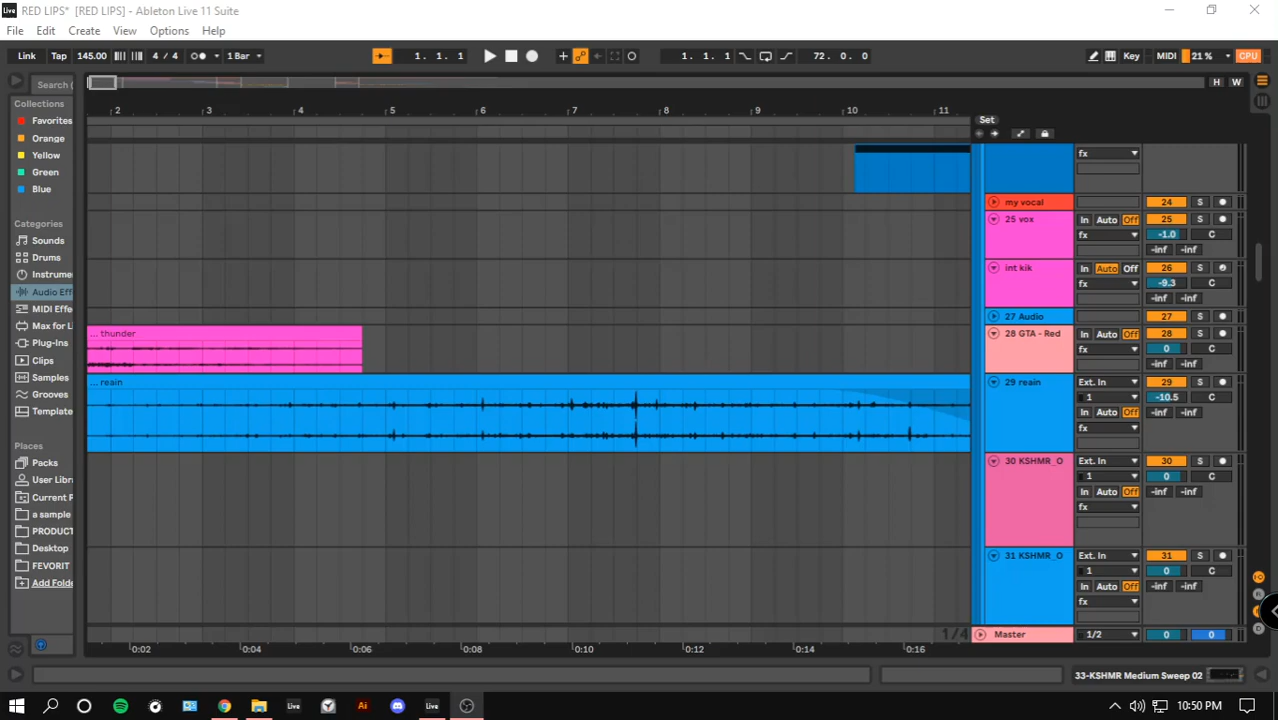 RED LIPS* [RED LIPS] - Ableton Live 11 Suite
File Edit Create View Options Help
Link Tap 145.00 4 / 4 1 Bar 1. 1. 1 1. 1. 1 72. 0. 0 Key MIDI 21 % CPU
Search ( H W
Collections 2 3 4 5 6 7 8 9 10 11 Set
Favorites
Orange
Yellow fx
Green
Blue
my vocal 24 S
25 vox In Auto Off 25 S
Categories fx -1.0 C
Sounds -inf -inf
Drums
Instrume int kik In Auto Off 26 S
Audio Eff fx -9.3 C
MIDI Effe -inf -inf
Max for L 27 Audio 27 S
Plug-Ins ... thunder 28 GTA - Red In Auto Off 28 S
Clips fx 0 C
Samples -inf -inf
Grooves ... reain 29 reain Ext. In 29 S
Template 1 -10.5 C
In Auto Off -inf -inf
fx
Places
Packs 30 KSHMR_O Ext. In 30 S
User Libr 1 0 C
Current P In Auto Off -inf -inf
a sample fx
PRODUCT
Desktop 31 KSHMR_O Ext. In 31 S
FEVORIT 1 0 C
Add Folde In Auto Off -inf -inf
fx
1/4 Master 1/2 0 0
0:02 0:04 0:06 0:08 0:10 0:12 0:14 0:16
33-KSHMR Medium Sweep 02
Live Ai Live 10:50 PM